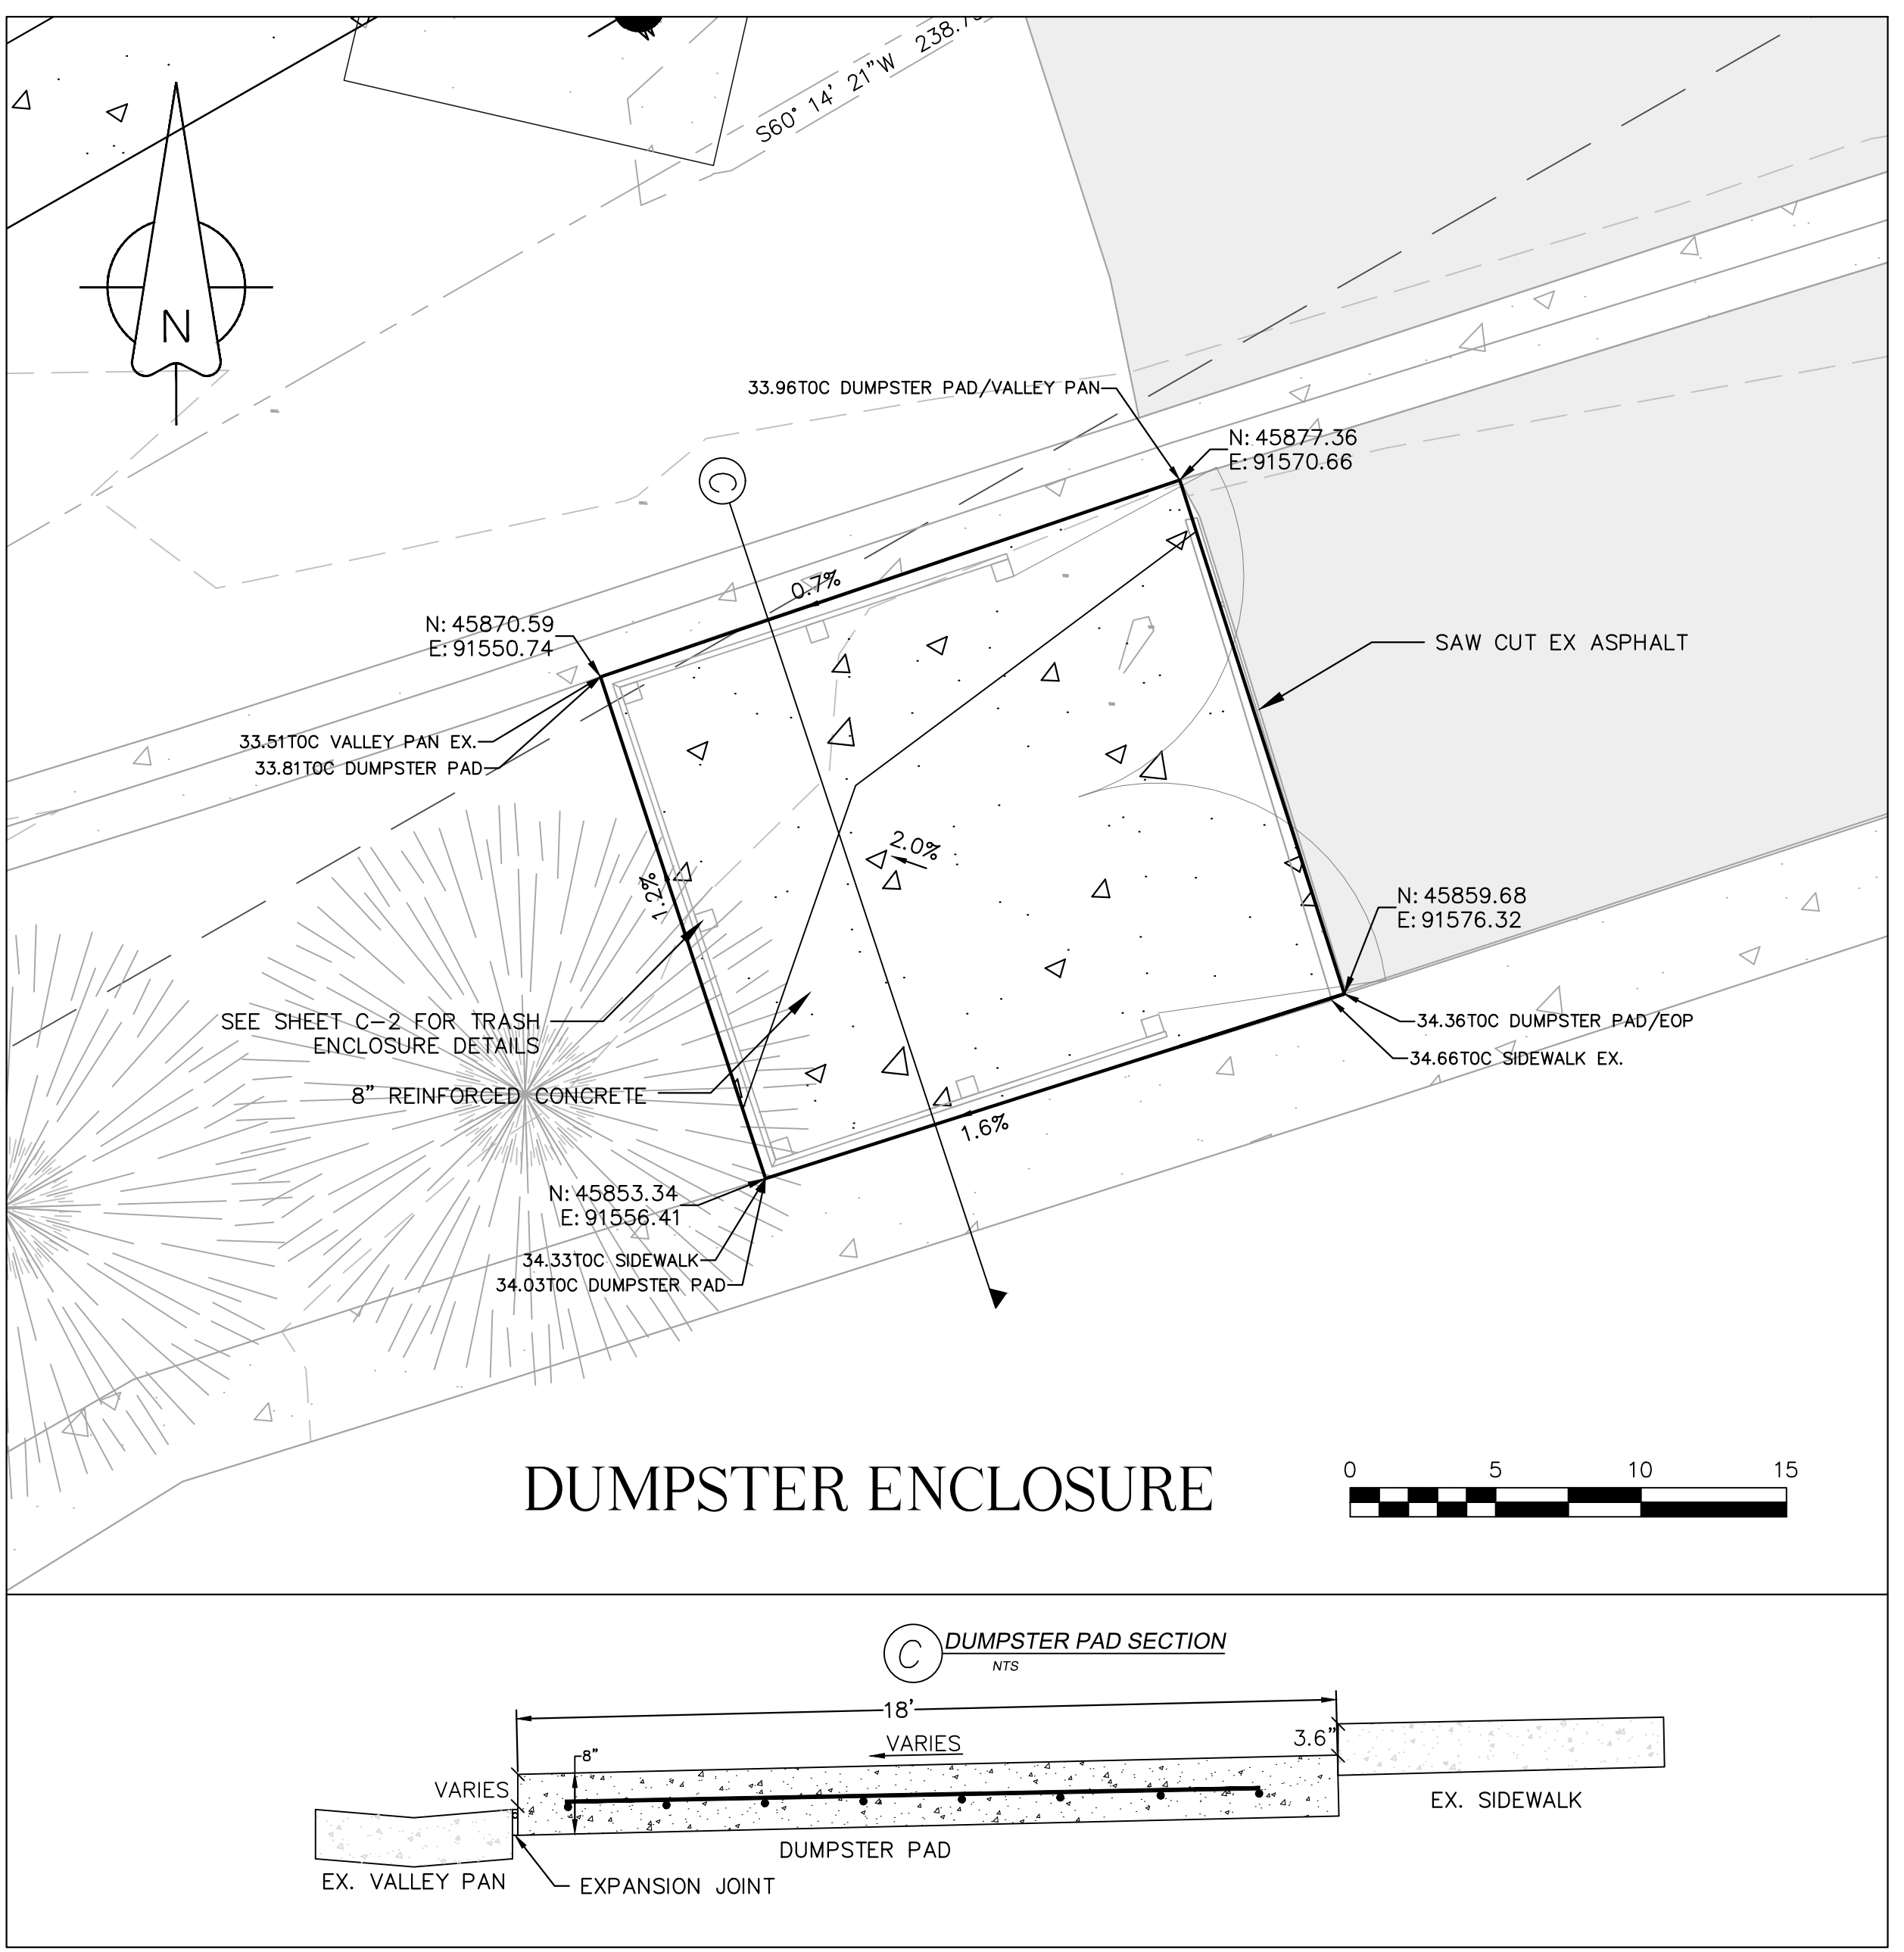 S60° 14' 21"W
N
33.96TOC DUMPSTER PAD/VALLEY PAN
N: 45877.36
E: 91570.66
C
0.7%
N: 45870.59
E: 91550.74
SAW CUT EX ASPHALT
33.51TOC VALLEY PAN EX.
33.81TOC DUMPSTER PAD
2.0%
1.2%
N: 45859.68
E: 91576.32
SEE SHEET C-2 FOR TRASH
ENCLOSURE DETAILS
34.36TOC DUMPSTER PAD/EOP
34.66TOC SIDEWALK EX.
8" REINFORCED CONCRETE
1.6%
N: 45853.34
E: 91556.41
34.33TOC SIDEWALK
34.03TOC DUMPSTER PAD
DUMPSTER ENCLOSURE
0 5 10 15
C DUMPSTER PAD SECTION
NTS
18'
VARIES
3.6"
8"
VARIES
EX. SIDEWALK
DUMPSTER PAD
EX. VALLEY PAN
EXPANSION JOINT